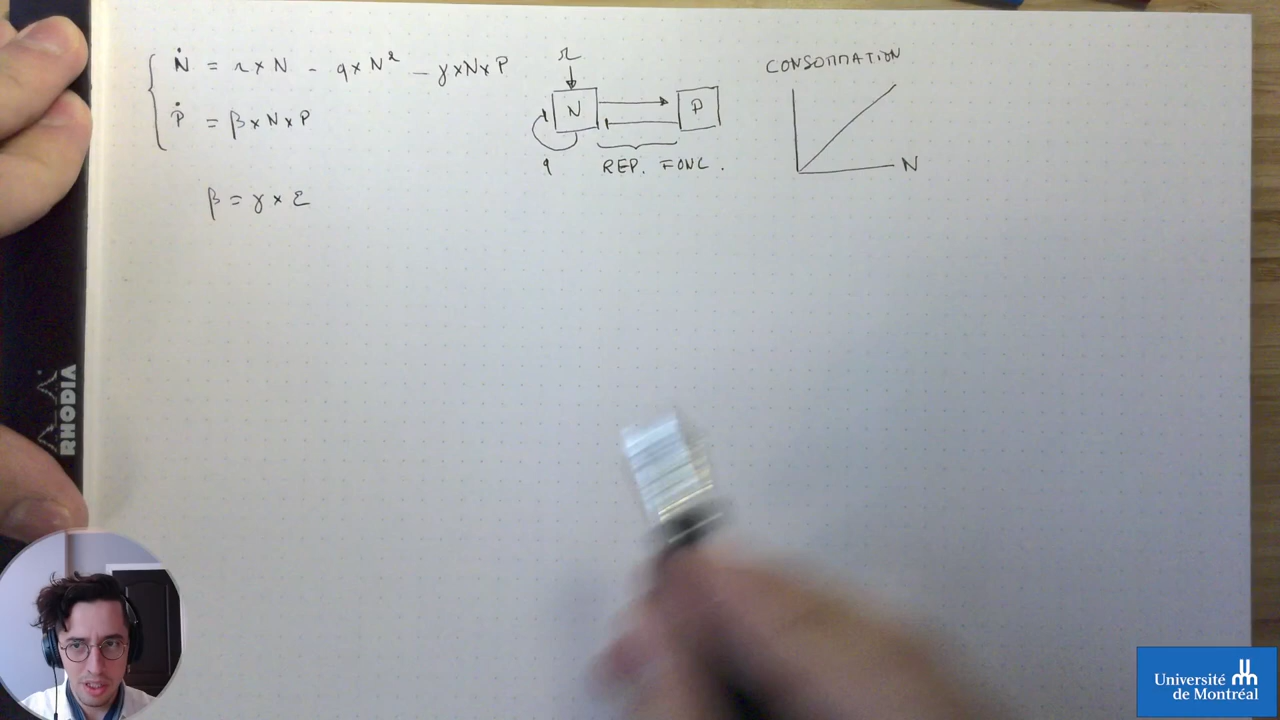 Ṅ = r × N - q × N² - γ × N × P
Ṗ = β × N × P
β = γ × ε
r
N
P
q
REP. FONC.
CONSOMMATION
N
RHODIA
Université
de Montréal